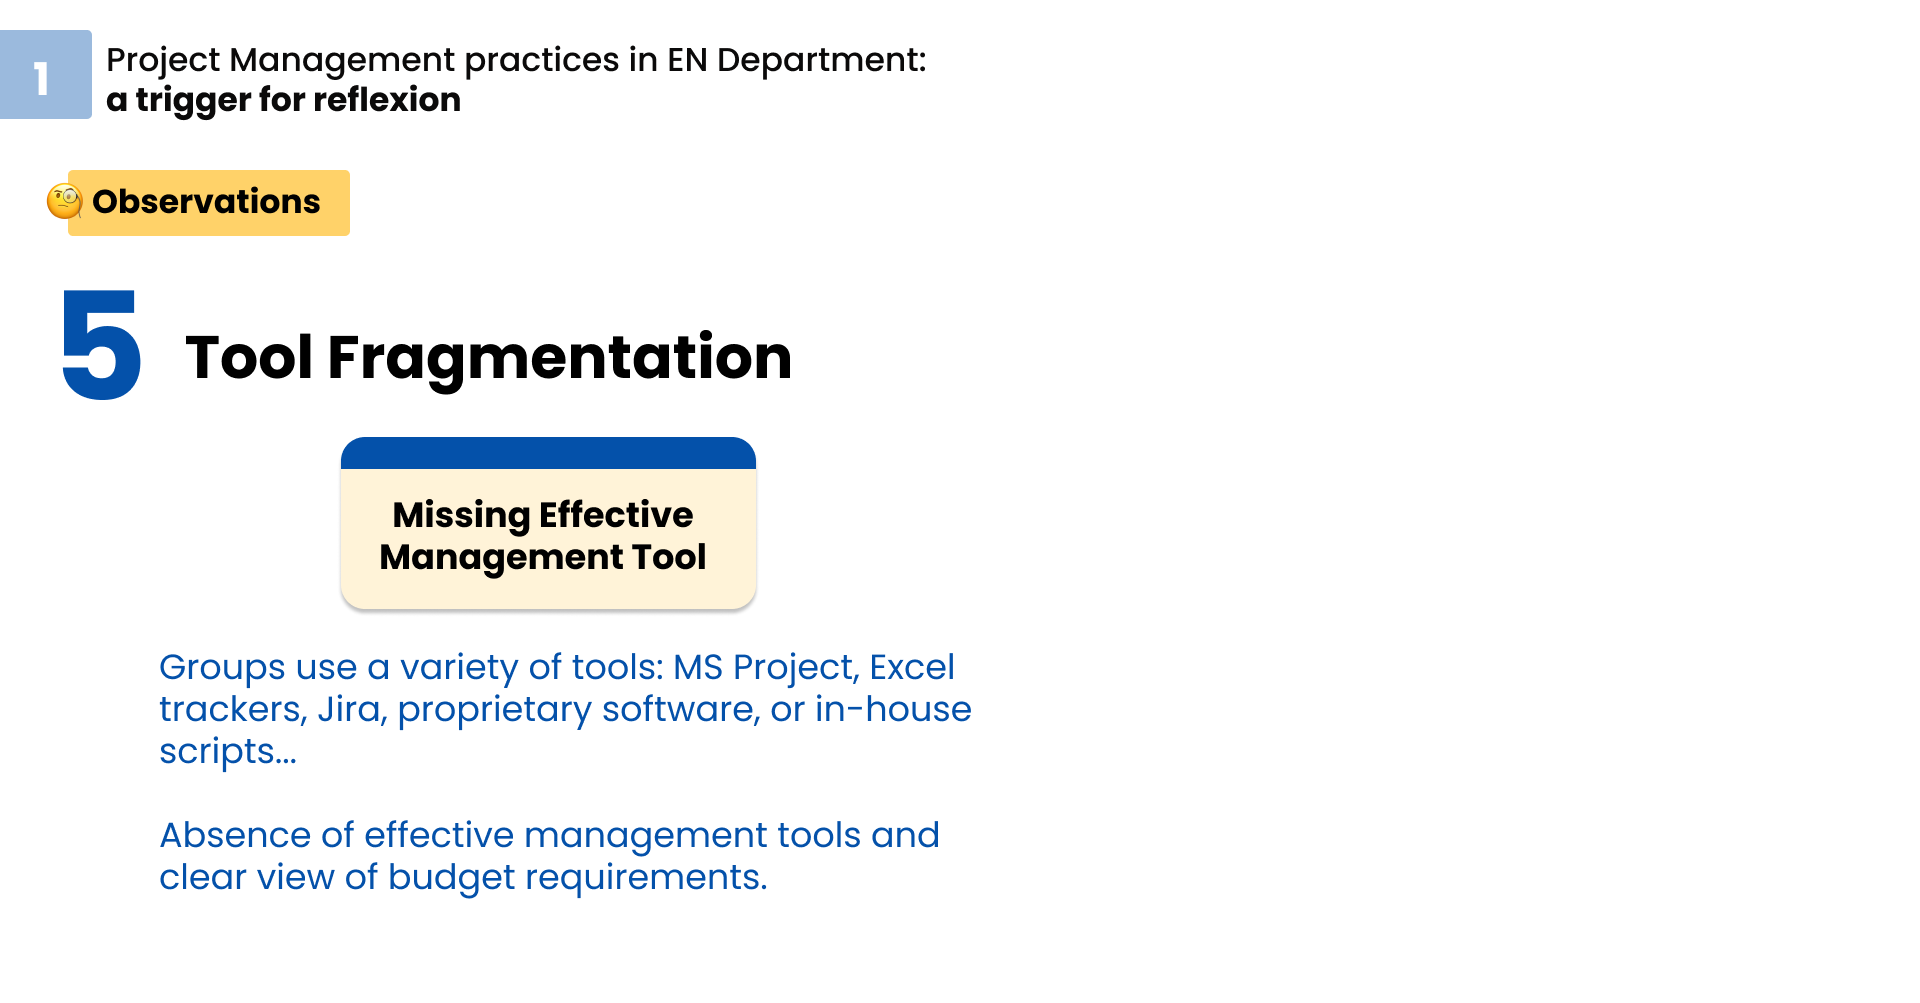 1
Project Management practices in EN Department:
a trigger for reflexion
Observations
5
Tool Fragmentation
Missing Effective
Management Tool
Groups use a variety of tools: MS Project, Excel
trackers, Jira, proprietary software, or in-house
scripts...
Absence of effective management tools and
clear view of budget requirements.